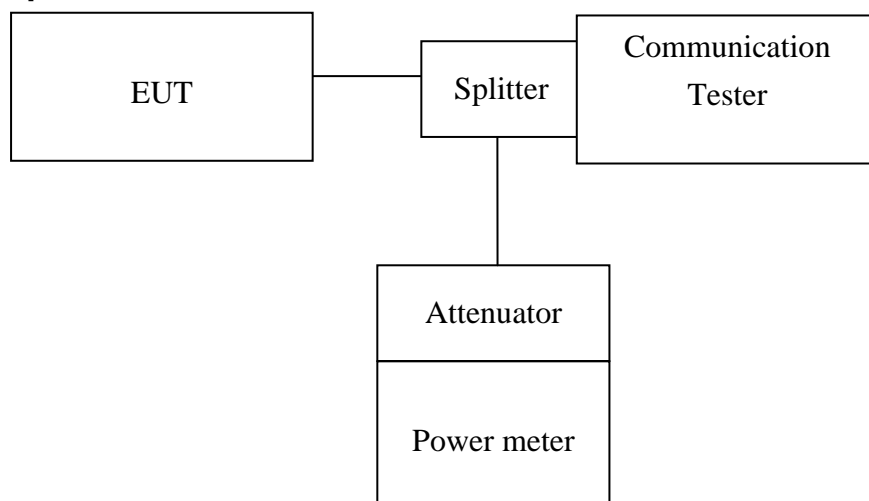 EUT
Splitter
Communication
Tester
Attenuator
Power meter